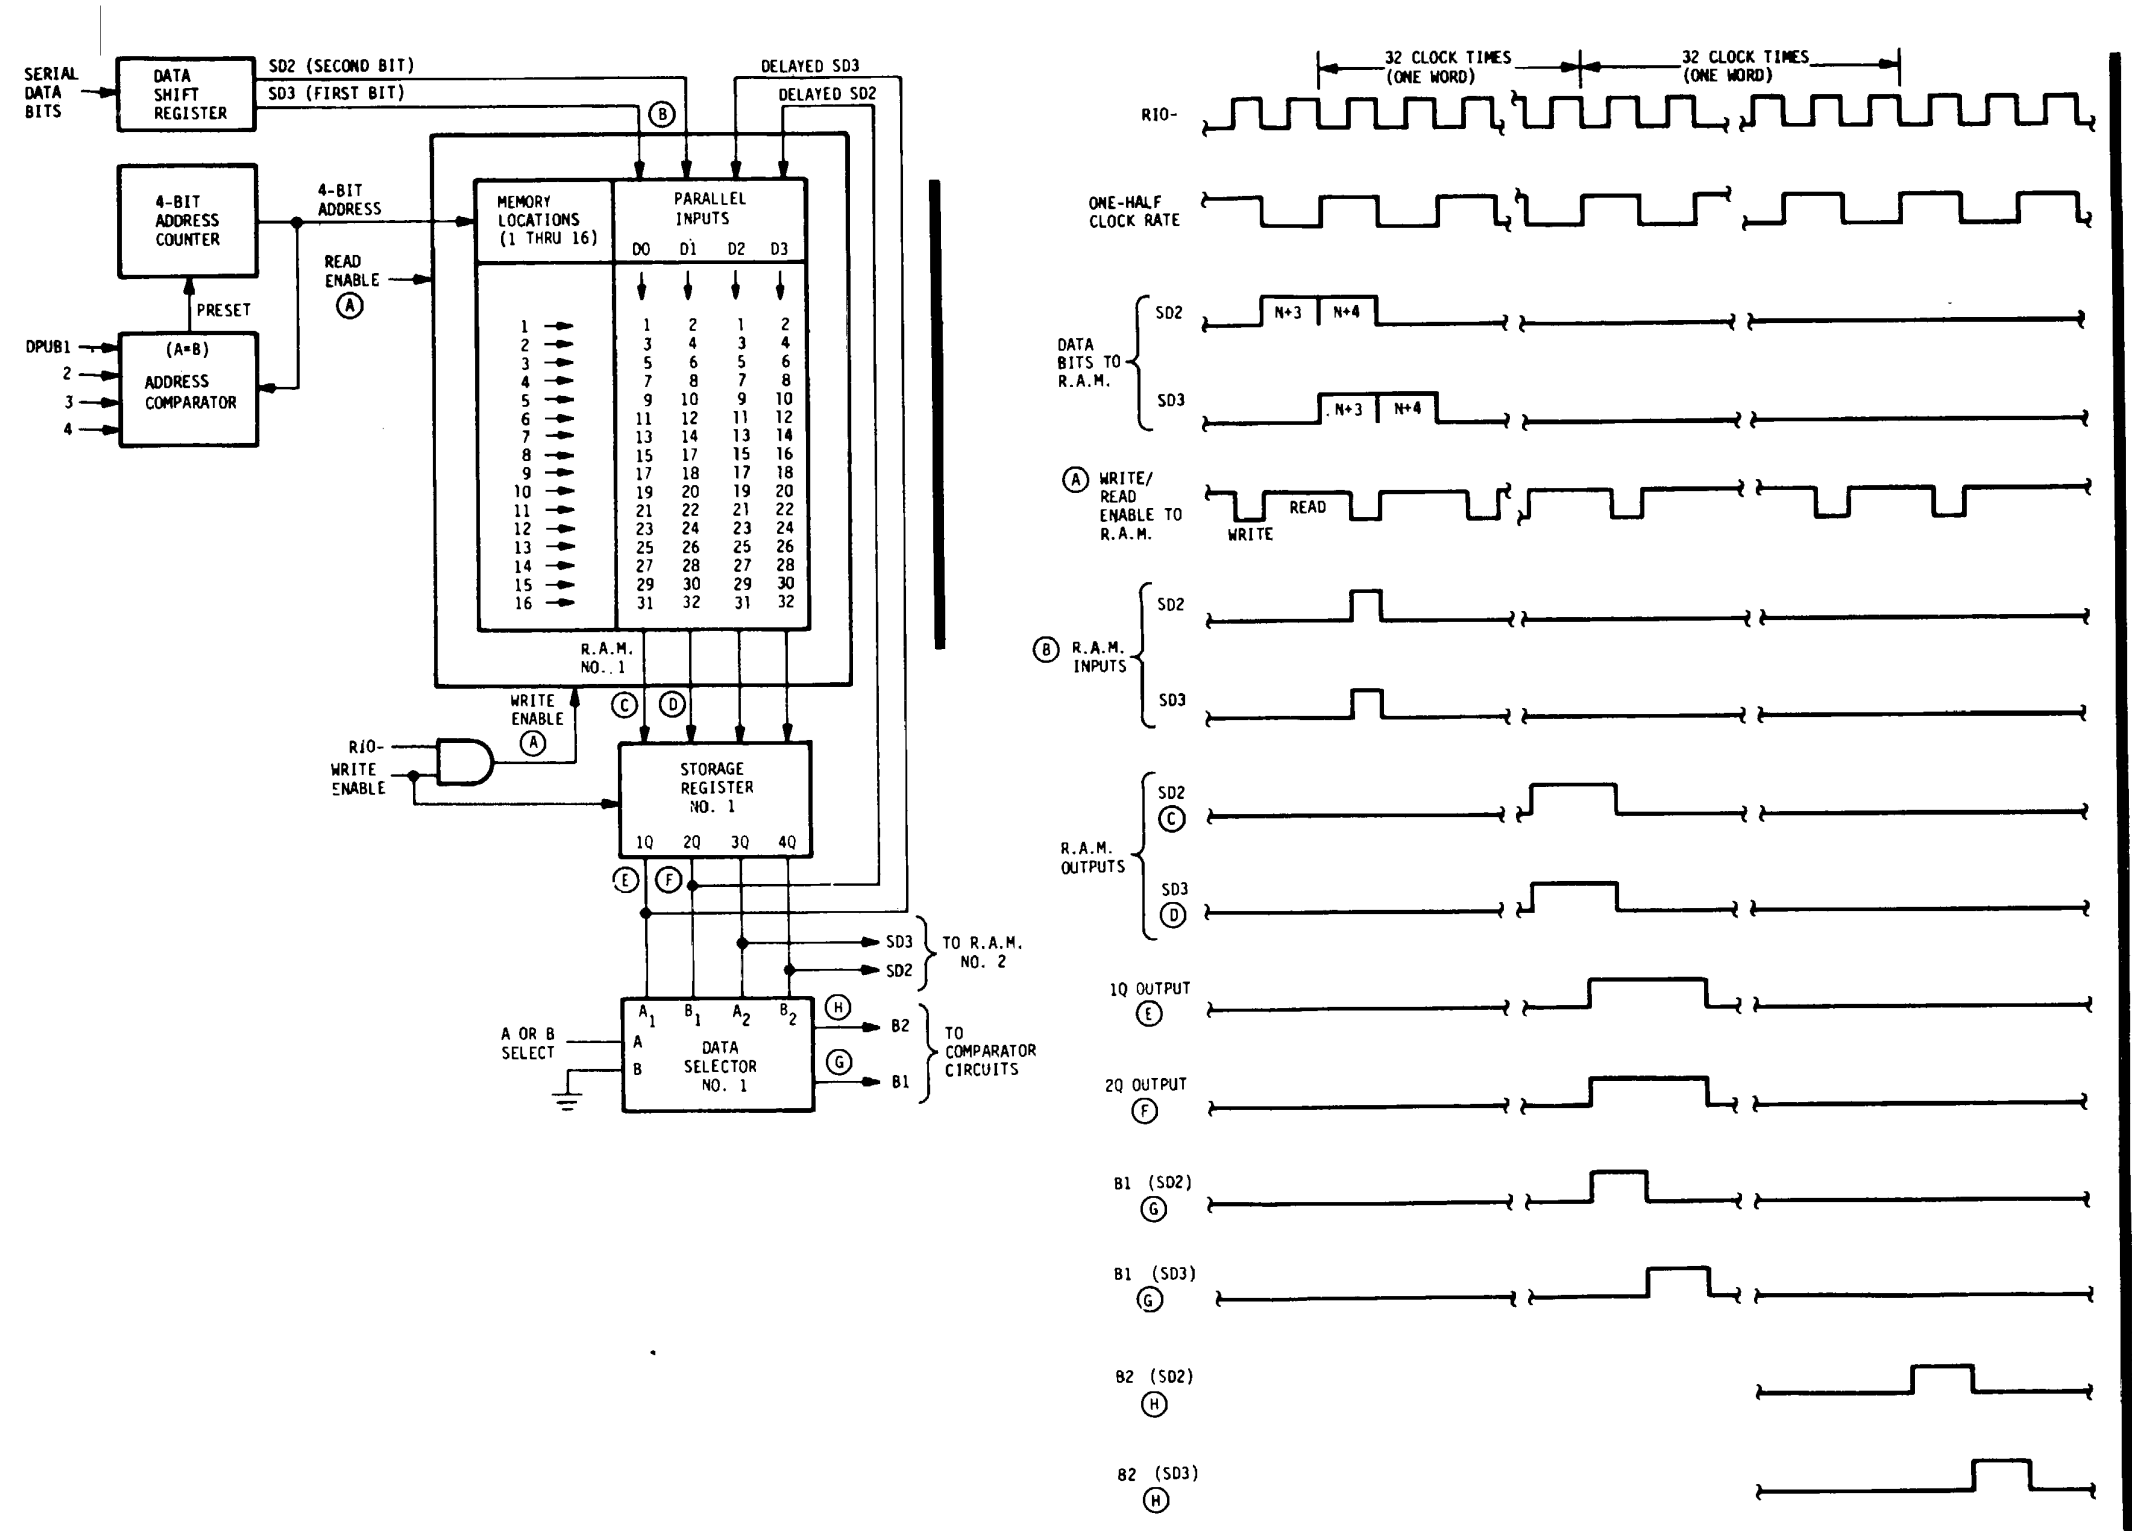 SERIAL
DATA
BITS
DATA
SHIFT
REGISTER
SD2 (SECOND BIT)
SD3 (FIRST BIT)
B
DELAYED SD3
DELAYED SD2
4-BIT
ADDRESS
COUNTER
4-BIT
ADDRESS
READ
ENABLE
A
PRESET
DPUB1
2
3
4
(A=B)
ADDRESS
COMPARATOR
MEMORY
LOCATIONS
(1 THRU 16)
PARALLEL
INPUTS
D0 D1 D2 D3
1 1 2 1 2
2 3 4 3 4
3 5 6 5 6
4 7 8 7 8
5 9 10 9 10
6 11 12 11 12
7 13 14 13 14
8 15 17 15 16
9 17 18 17 18
10 19 20 19 20
11 21 22 21 22
12 23 24 23 24
13 25 26 25 26
14 27 28 27 28
15 29 30 29 30
16 31 32 31 32
R.A.M.
NO. 1
WRITE
ENABLE
A
C D
RIO-
WRITE
ENABLE
STORAGE
REGISTER
NO. 1
1Q 2Q 3Q 4Q
E F
SD3
SD2
TO R.A.M.
NO. 2
A OR B
SELECT
A1 B1 A2 B2
A
B
DATA
SELECTOR
NO. 1
H
B2
G
B1
TO
COMPARATOR
CIRCUITS
32 CLOCK TIMES
(ONE WORD)
32 CLOCK TIMES
(ONE WORD)
RIO-
ONE-HALF
CLOCK RATE
DATA
BITS TO
R.A.M.
SD2
N+3 N+4
SD3
N+3 N+4
A WRITE/
READ
ENABLE TO
R.A.M.
READ
WRITE
B R.A.M.
INPUTS
SD2
SD3
R.A.M.
OUTPUTS
SD2
C
SD3
D
1Q OUTPUT
E
2Q OUTPUT
F
B1 (SD2)
G
B1 (SD3)
G
B2 (SD2)
H
B2 (SD3)
H